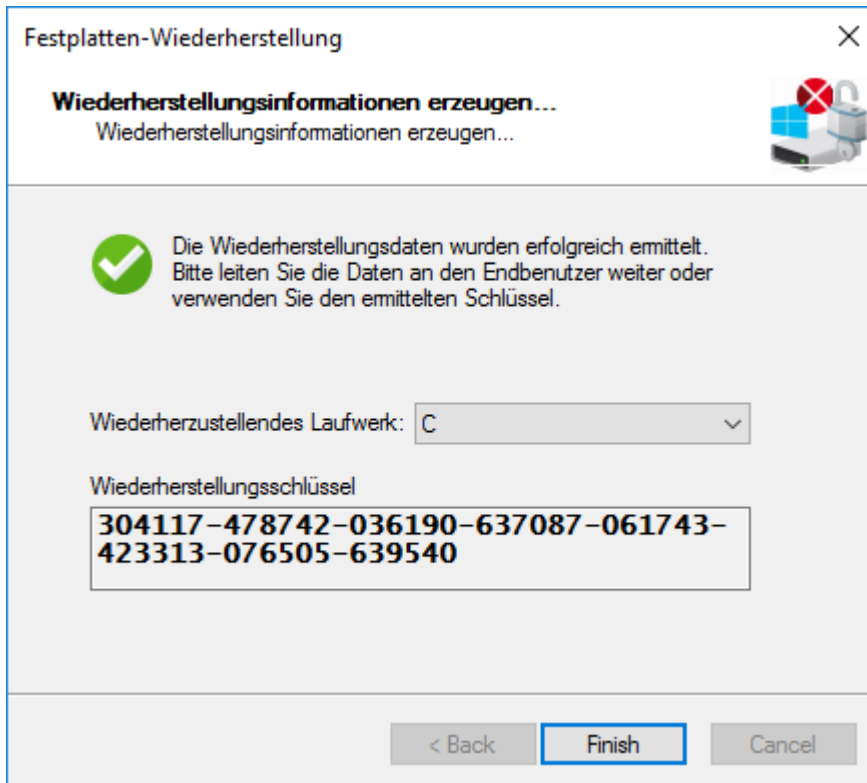 Festplatten-Wiederherstellung
Wiederherstellungsinformationen erzeugen...
Wiederherstellungsinformationen erzeugen...
Die Wiederherstellungsdaten wurden erfolgreich ermittelt.
Bitte leiten Sie die Daten an den Endbenutzer weiter oder
verwenden Sie den ermittelten Schlüssel.
Wiederherzustellendes Laufwerk: C
Wiederherstellungsschlüssel
304117-478742-036190-637087-061743-
423313-076505-639540
< Back Finish Cancel